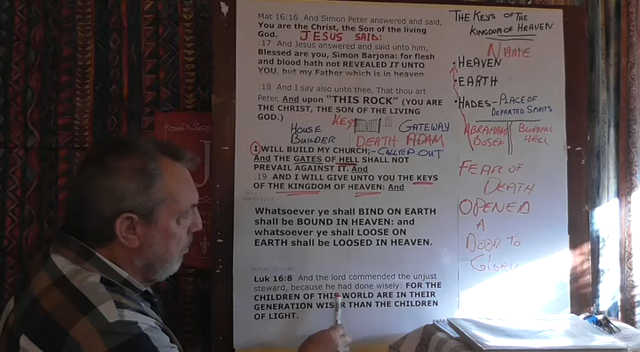 Mat 16:16 And Simon Peter answered and said,
You are the Christ, the Son of the living
God. JESUS SAID:
.17 And Jesus answered and said unto him,
Blessed are you, Simon Barjona: for flesh
and blood hath not REVEALED IT UNTO
YOU, but my Father which is in heaven.
.18 And I say also unto thee, That thou art
Peter, And upon "THIS ROCK" (YOU ARE
THE CHRIST, THE SON OF THE LIVING
GOD.) KEY
HOUSE GATEWAY
BUILDER DEATH ADAM
I WILL BUILD MY CHURCH; - CALLED OUT
And the GATES OF HELL SHALL NOT
PREVAIL AGAINST IT. And
.19 AND I WILL GIVE UNTO YOU THE KEYS
OF THE KINGDOM OF HEAVEN: And
Whatsoever ye shall BIND ON EARTH
shall be BOUND IN HEAVEN: and
whatsoever ye shall LOOSE ON
EARTH shall be LOOSED IN HEAVEN.
Luk 16:8 And the lord commended the unjust
steward, because he had done wisely: FOR THE
CHILDREN OF THIS WORLD ARE IN THEIR
GENERATION WISER THAN THE CHILDREN
OF LIGHT.
THE KEYS OF THE
KINGDOM OF HEAVEN
NAME
HEAVEN
EARTH
HADES - PLACE OF
DEPARTED SPIRITS
ABRAHAMS BURNING
BOSEM HELL
FEAR OF
DEATH
OPENED
A
DOOR TO
GLORY
J